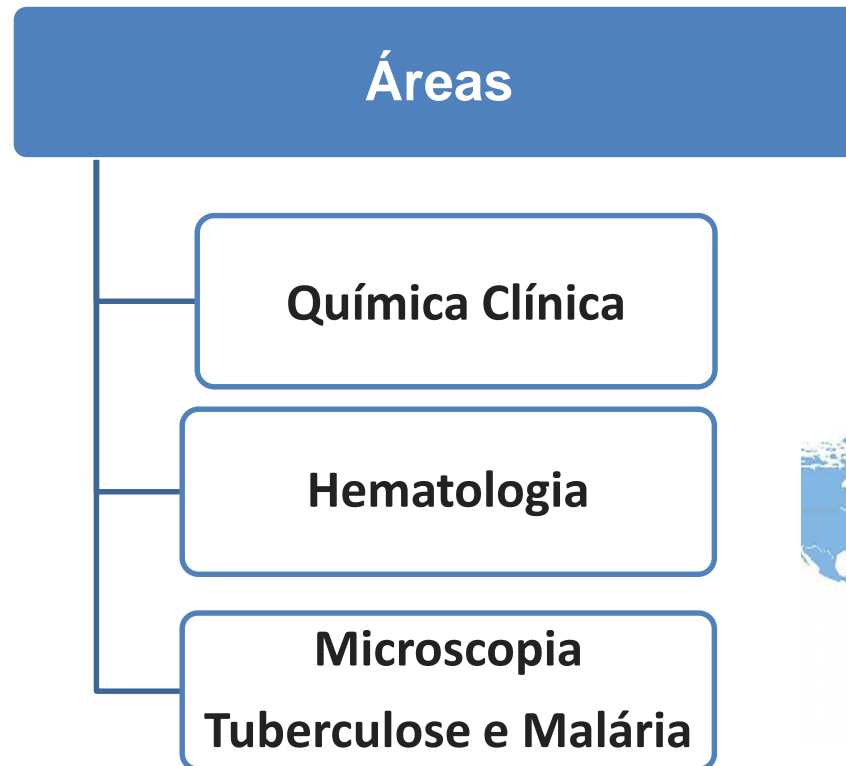 Áreas
Química Clínica
Hematologia
Microscopia
Tuberculose e Malária